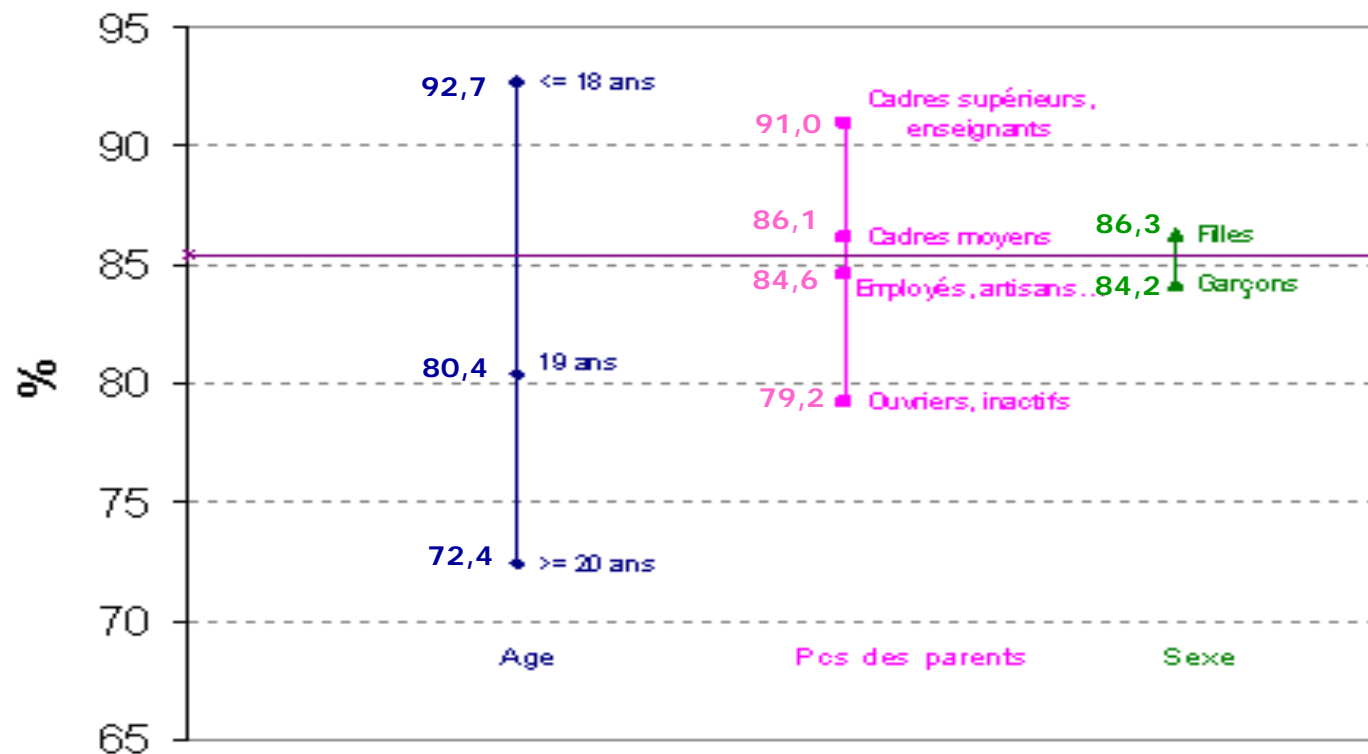 95
92,7 <= 18 ans
Cadres supérieurs,
enseignants
91,0
90
86,1 Cadres moyens
86,3 Filles
85
84,6 Employés, artisans...
84,2 Garçons
%
80,4 19 ans
80
79,2 Ouvriers, inactifs
75
72,4 >= 20 ans
70
Age Pcs des parents Sexe
65